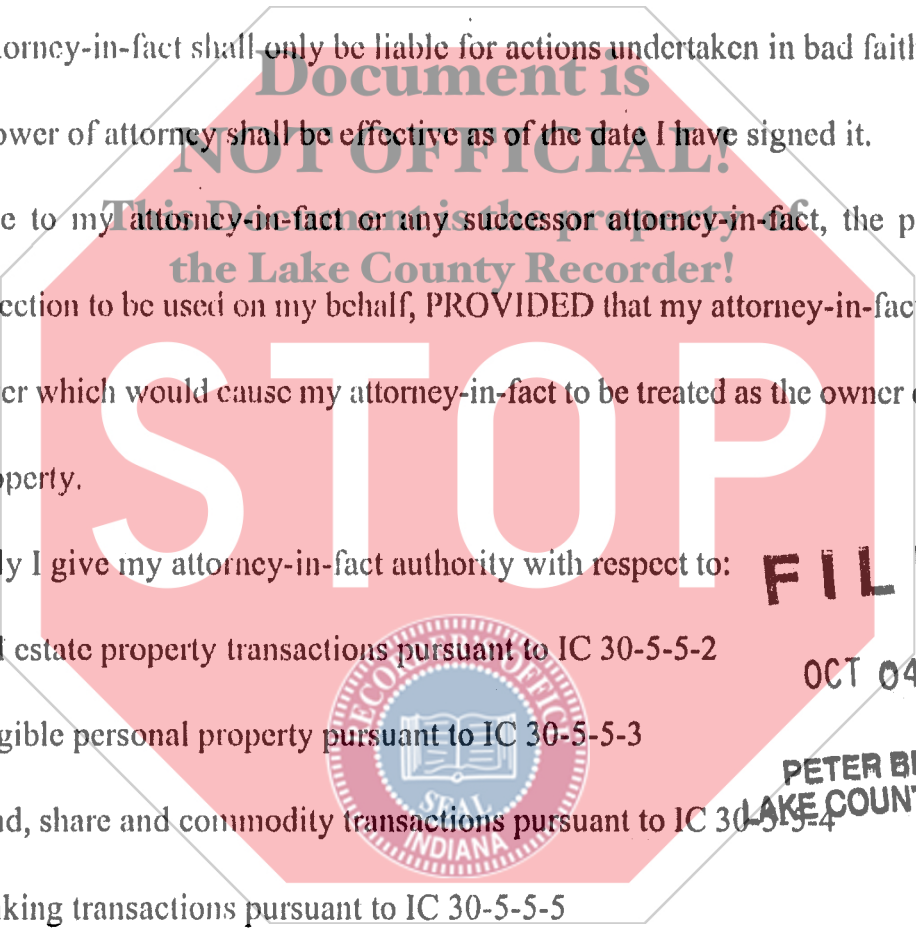 orney-in-fact shall only be liable for actions undertaken in bad faith
Document is
ower of attorney shall be effective as of the date I have signed it.
NOT OFFICIAL!
e to my attorney-in-fact or any successor attorney-in-fact, the p
This Document is the property of
the Lake County Recorder!
ection to be used on my behalf, PROVIDED that my attorney-in-fac
er which would cause my attorney-in-fact to be treated as the owner
operty.
STOP
ly I give my attorney-in-fact authority with respect to:
FIL
l estate property transactions pursuant to IC 30-5-5-2
OCT 04
gible personal property pursuant to IC 30-5-5-3
PETER
nd, share and commodity transactions pursuant to IC 30-5-5-4
LAKE COUNT
RECORDER'S OFFICE
SEAL
INDIANA
king transactions pursuant to IC 30-5-5-5